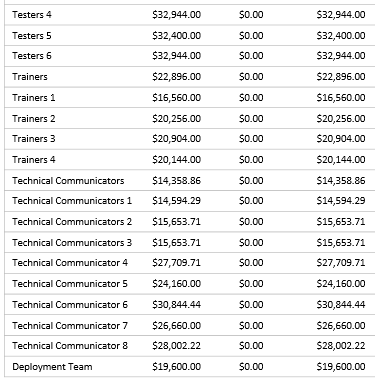 Testers 4 $32,944.00 $0.00 $32,944.00
Testers 5 $32,400.00 $0.00 $32,400.00
Testers 6 $32,944.00 $0.00 $32,944.00
Trainers $22,896.00 $0.00 $22,896.00
Trainers 1 $16,560.00 $0.00 $16,560.00
Trainers 2 $20,256.00 $0.00 $20,256.00
Trainers 3 $20,904.00 $0.00 $20,904.00
Trainers 4 $20,144.00 $0.00 $20,144.00
Technical Communicators $14,358.86 $0.00 $14,358.86
Technical Communicators 1 $14,594.29 $0.00 $14,594.29
Technical Communicators 2 $15,653.71 $0.00 $15,653.71
Technical Communicators 3 $15,653.71 $0.00 $15,653.71
Technical Communicator 4 $27,709.71 $0.00 $27,709.71
Technical Communicator 5 $24,160.00 $0.00 $24,160.00
Technical Communicator 6 $30,844.44 $0.00 $30,844.44
Technical Communicator 7 $26,660.00 $0.00 $26,660.00
Technical Communicator 8 $28,002.22 $0.00 $28,002.22
Deployment Team $19,600.00 $0.00 $19,600.00